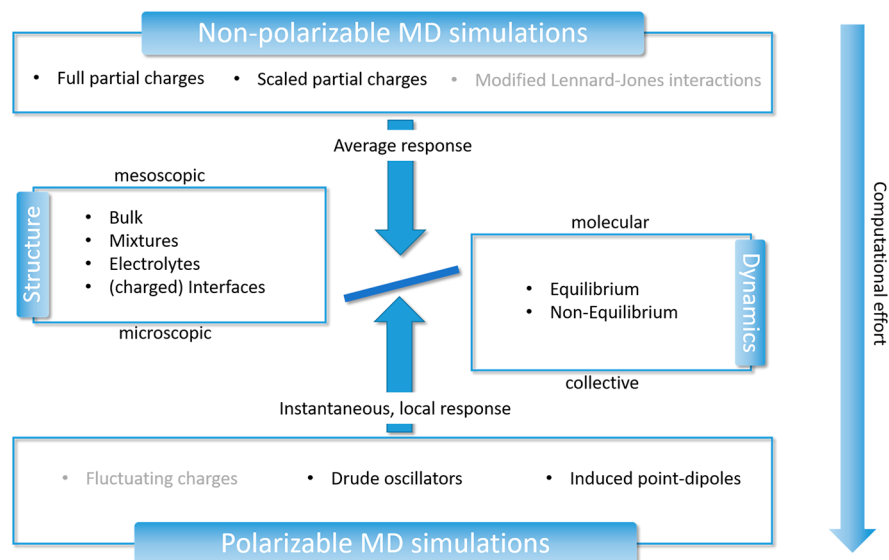 Non-polarizable MD simulations
• Full partial charges • Scaled partial charges • Modified Lennard-Jones interactions
Average response
mesoscopic
Structure
• Bulk
• Mixtures
• Electrolytes
• (charged) Interfaces
microscopic
molecular
• Equilibrium
• Non-Equilibrium
Dynamics
collective
Computational effort
Instantaneous, local response
• Fluctuating charges • Drude oscillators • Induced point-dipoles
Polarizable MD simulations